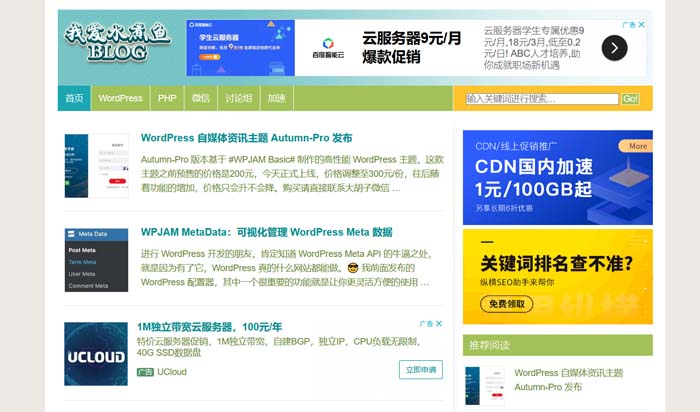 我爱水煮鱼
BLOG
百度智能云
学生云服务器
百度智能云
云服务器9元/月
爆款促销
云服务器学生专属优惠9
元/月,18元/3月,低至0.2
元/日! ABC人才培养,助
你成就职场新机遇
广告
首页 WordPress PHP 微信 讨论组 加速
输入关键词进行搜索… Go!
WordPress 自媒体资讯主题 Autumn-Pro 发布
Autumn-Pro 版本基于 #WPJAM Basic# 制作的高性能 WordPress 主题，这款
主题之前预售的价格是200元，今天正式上线，价格调整至300元/份，往后随
着功能的增加，价格只会升不会降。购买请直接联系大胡子微信 …
Meta Data
Post Meta
Term Meta
User Meta
Comment Meta
WPJAM MetaData：可视化管理 WordPress Meta 数据
进行 WordPress 开发的朋友，肯定知道 WordPress Meta API 的牛逼之处，
就是因为有了它，WordPress 真的什么网站都能做。😎 我前面发布的
WordPress 配置器，其中一个很重要的功能就是让你更灵活方便的使用 …
UCLOUD
1M独立带宽云服务器，100元/年
广告
特价云服务器促销，1M独立带宽，自建BGP，独立IP，CPU负载无限制，
40G SSD数据盘
广告 UCloud
立即申请
CDN/线上促销推广
More
CDN国内加速
1元/100GB起
另享长期6折优惠
关键词排名查不准?
纵横SEO助手来帮你
免费领取
推荐阅读
WordPress 自媒体资讯主题
Autumn-Pro 发布